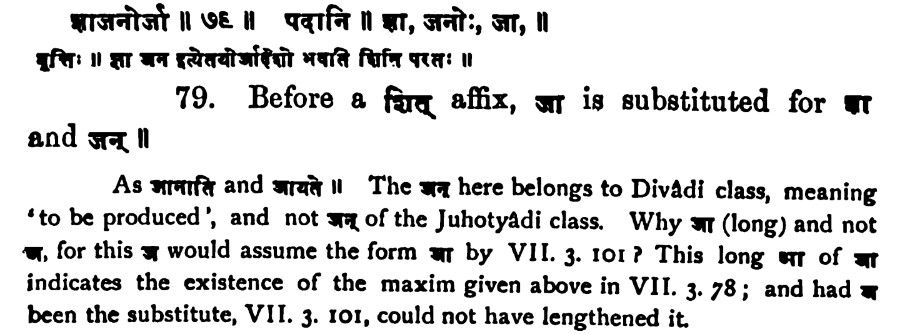 ज्ञाजनोर्जा ॥ ७९ ॥ पदानि ॥ ज्ञा, जनोः, जा, ॥
वृत्तिः ॥ ज्ञा जन इत्येतयोर्जादेशो भवति शिति परतः ॥
79. Before a शित् affix, जा is substituted for ज्ञा
and जन् ॥
As जानाति and जायते ॥ The जन् here belongs to Divâdi class, meaning
'to be produced', and not जन् of the Juhotyâdi class. Why जा (long) and not
ज, for this ज would assume the form जा by VII. 3. 101? This long आ of जा
indicates the existence of the maxim given above in VII. 3. 78; and had ज
been the substitute, VII. 3. 101, could not have lengthened it.